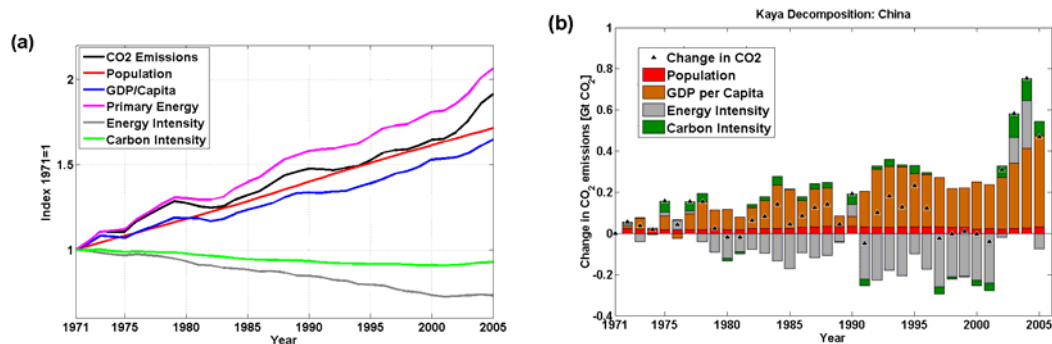 (a)
Index 1971=1
2
1.5
1
CO2 Emissions
Population
GDP/Capita
Primary Energy
Energy Intensity
Carbon Intensity
1971 1975 1980 1985 1990 1995 2000 2005
Year
(b)
Kaya Decomposition: China
Change in CO₂ emissions [Gt CO₂]
1
0.8
0.6
0.4
0.2
0
-0.2
-0.4
Change in CO2
Population
GDP per Capita
Energy Intensity
Carbon Intensity
1971 1975 1980 1985 1990 1995 2000 2005
Year